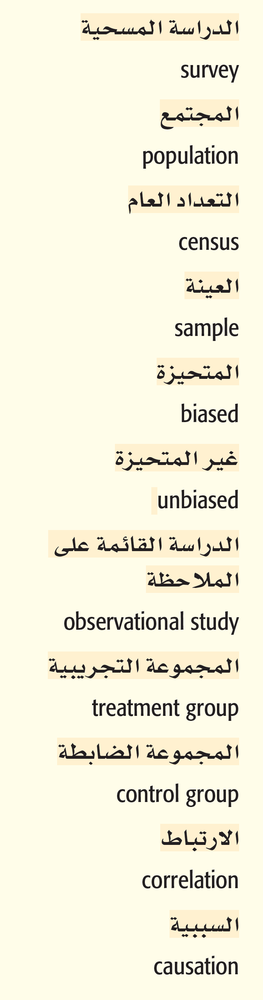 الدراسة المسحية
survey
المجتمع
population
التعداد العام
census
العينة
sample
المتحيزة
biased
غير المتحيزة
unbiased
الدراسة القائمة على
الملاحظة
observational study
المجموعة التجريبية
treatment group
المجموعة الضابطة
control group
الارتباط
correlation
السببية
causation